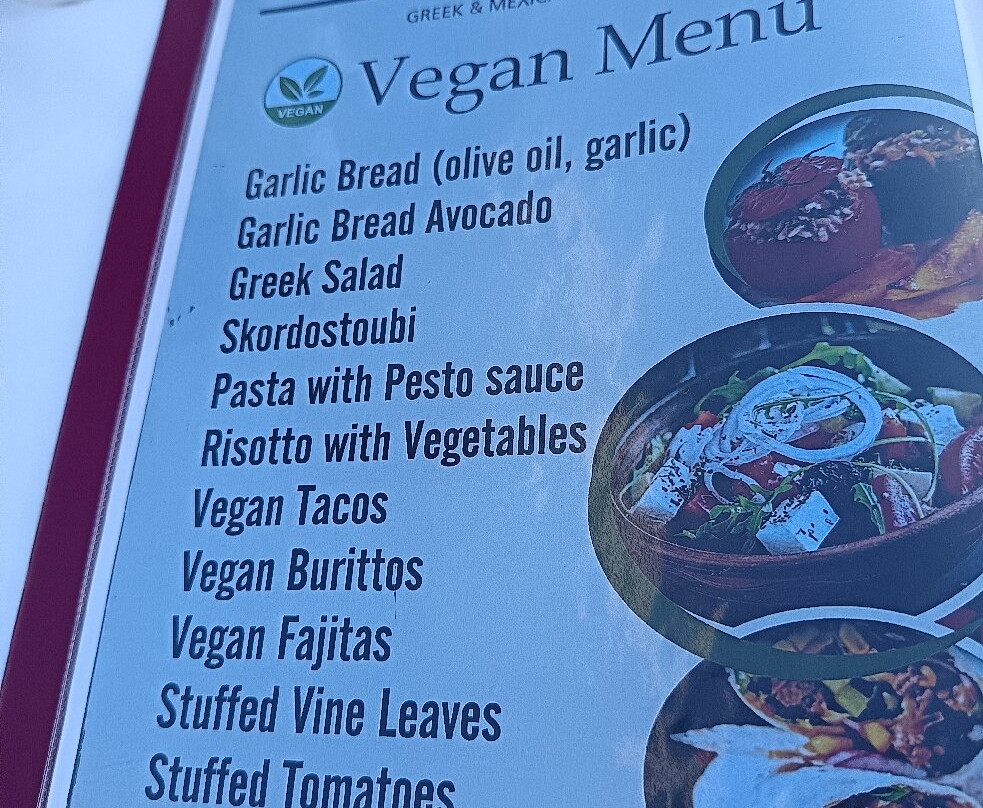 GREEK & MEXIC
Vegan Menu
VEGAN
Garlic Bread (olive oil, garlic)
Garlic Bread Avocado
Greek Salad
Skordostoubi
Pasta with Pesto sauce
Risotto with Vegetables
Vegan Tacos
Vegan Burittos
Vegan Fajitas
Stuffed Vine Leaves
Stuffed Tomatoes